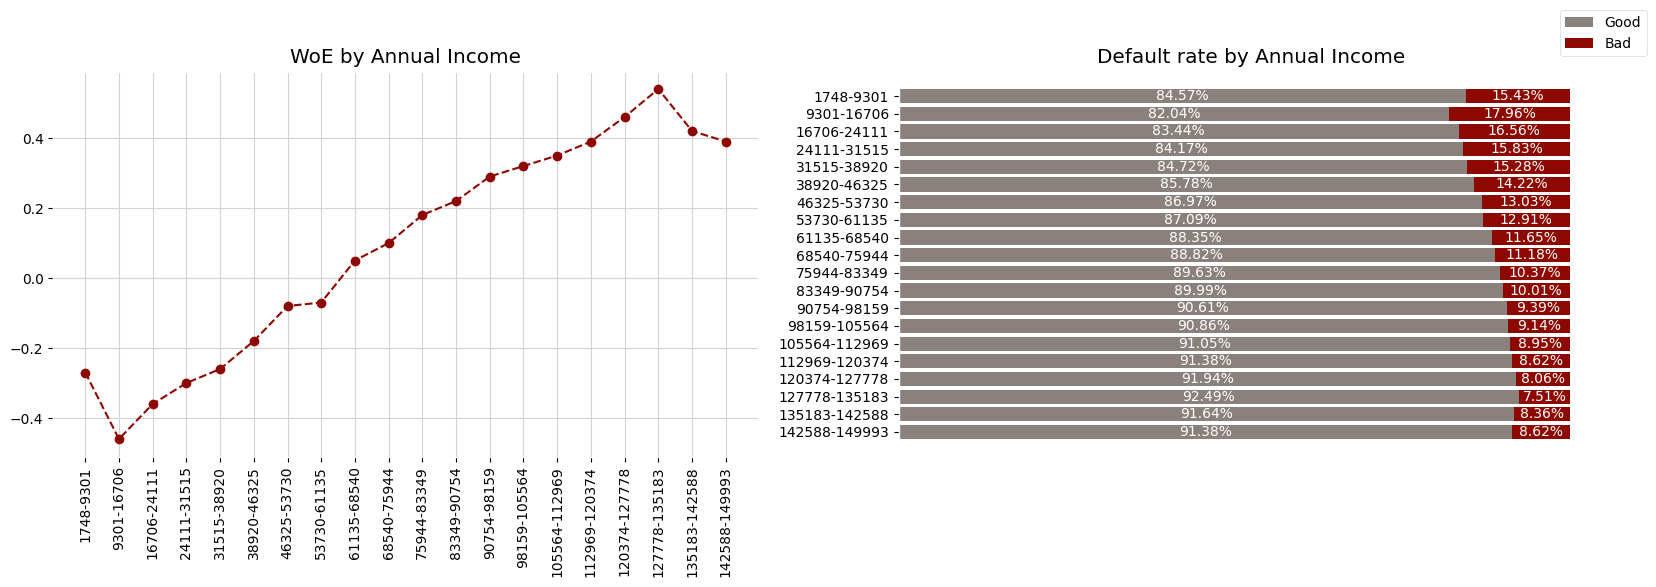 Good
Bad
WoE by Annual Income
0.4
0.2
0.0
−0.2
−0.4
1748-9301
9301-16706
16706-24111
24111-31515
31515-38920
38920-46325
46325-53730
53730-61135
61135-68540
68540-75944
75944-83349
83349-90754
90754-98159
98159-105564
105564-112969
112969-120374
120374-127778
127778-135183
135183-142588
142588-149993
Default rate by Annual Income
1748-9301 84.57% 15.43%
9301-16706 82.04% 17.96%
16706-24111 83.44% 16.56%
24111-31515 84.17% 15.83%
31515-38920 84.72% 15.28%
38920-46325 85.78% 14.22%
46325-53730 86.97% 13.03%
53730-61135 87.09% 12.91%
61135-68540 88.35% 11.65%
68540-75944 88.82% 11.18%
75944-83349 89.63% 10.37%
83349-90754 89.99% 10.01%
90754-98159 90.61% 9.39%
98159-105564 90.86% 9.14%
105564-112969 91.05% 8.95%
112969-120374 91.38% 8.62%
120374-127778 91.94% 8.06%
127778-135183 92.49% 7.51%
135183-142588 91.64% 8.36%
142588-149993 91.38% 8.62%